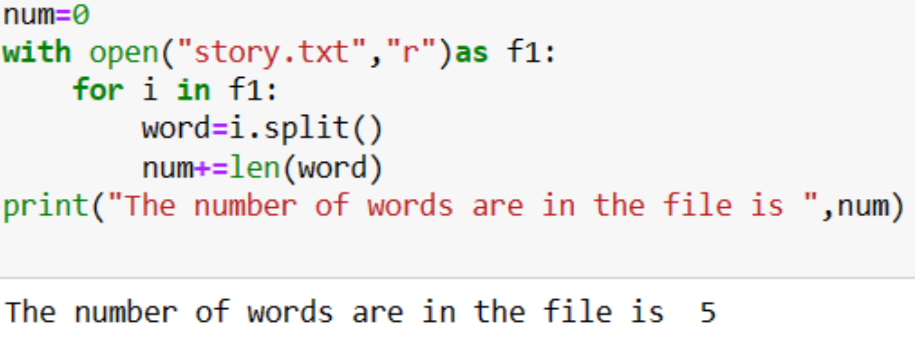 num=0
with open("story.txt","r")as f1:
    for i in f1:
        word=i.split()
        num+=len(word)
print("The number of words are in the file is ",num)
The number of words are in the file is  5